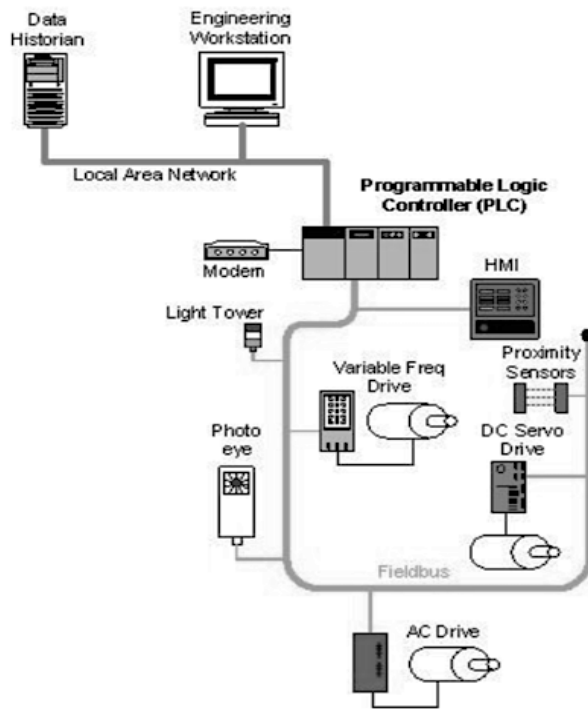 Data
Historian
Engineering
Workstation
Local Area Network
Programmable Logic
Controller (PLC)
Modem
HMI
Light Tower
Proximity
Sensors
Variable Freq
Drive
Photo
eye
DC Servo
Drive
Fieldbus
AC Drive